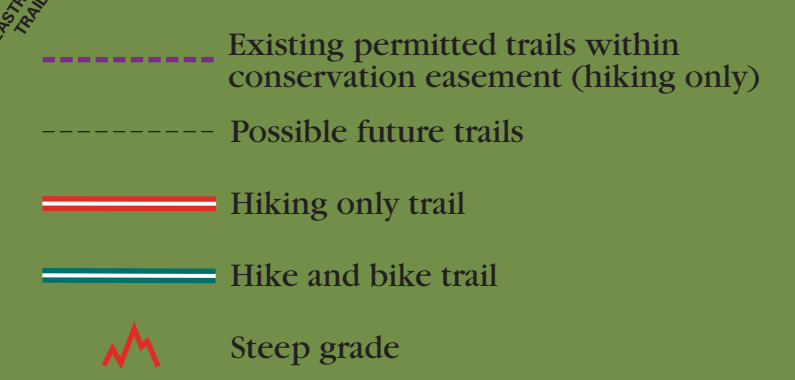 TRAIL
Existing permitted trails within
conservation easement (hiking only)
Possible future trails
Hiking only trail
Hike and bike trail
Steep grade